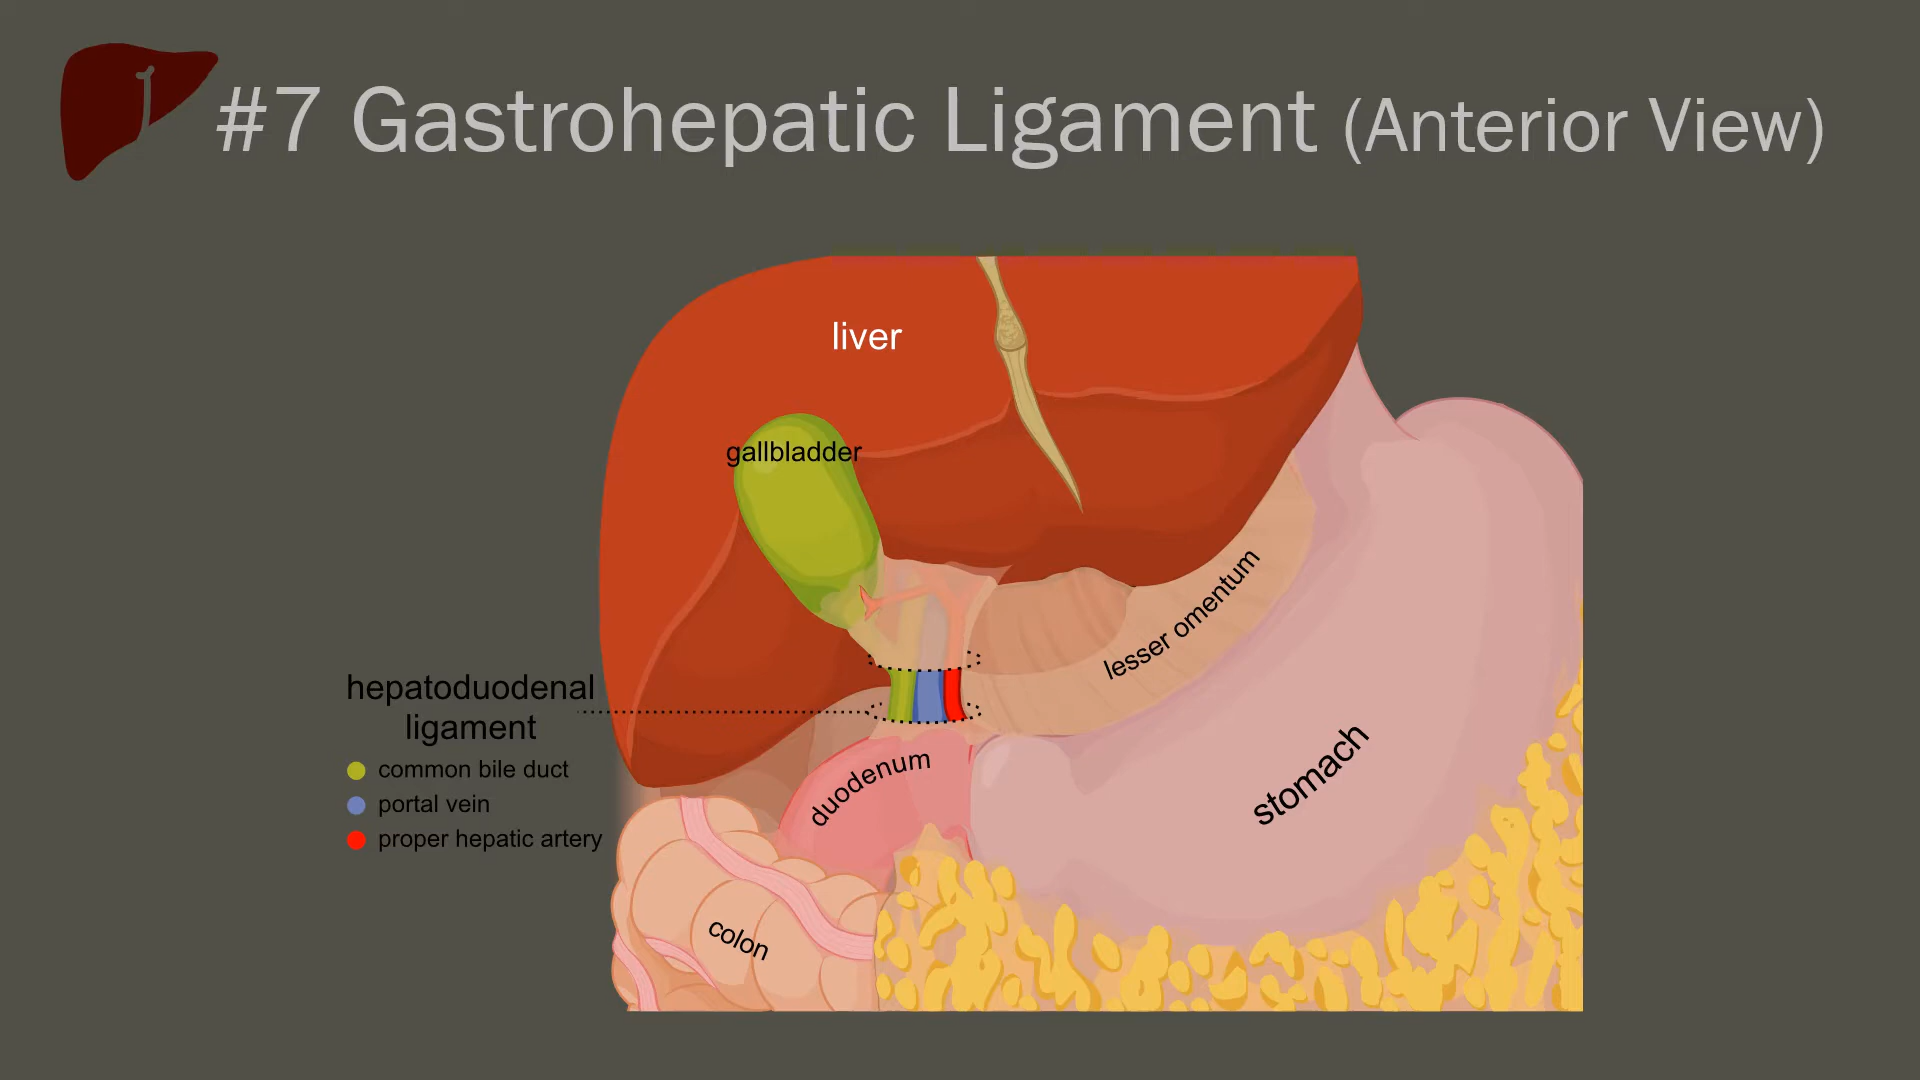 #7 Gastrohepatic Ligament (Anterior View)
liver
gallbladder
lesser omentum
hepatoduodenal
ligament
common bile duct
portal vein
proper hepatic artery
duodenum
stomach
colon